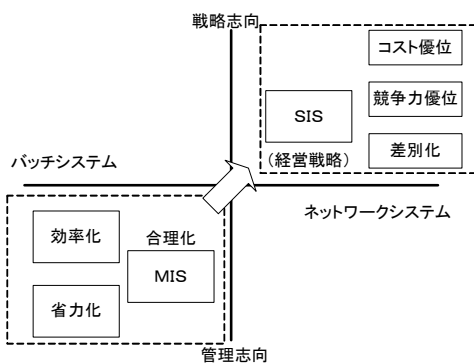 戦略志向
コスト優位
SIS
競争力優位
(経営戦略)
差別化
バッチシステム
ネットワークシステム
効率化
合理化
MIS
省力化
管理志向